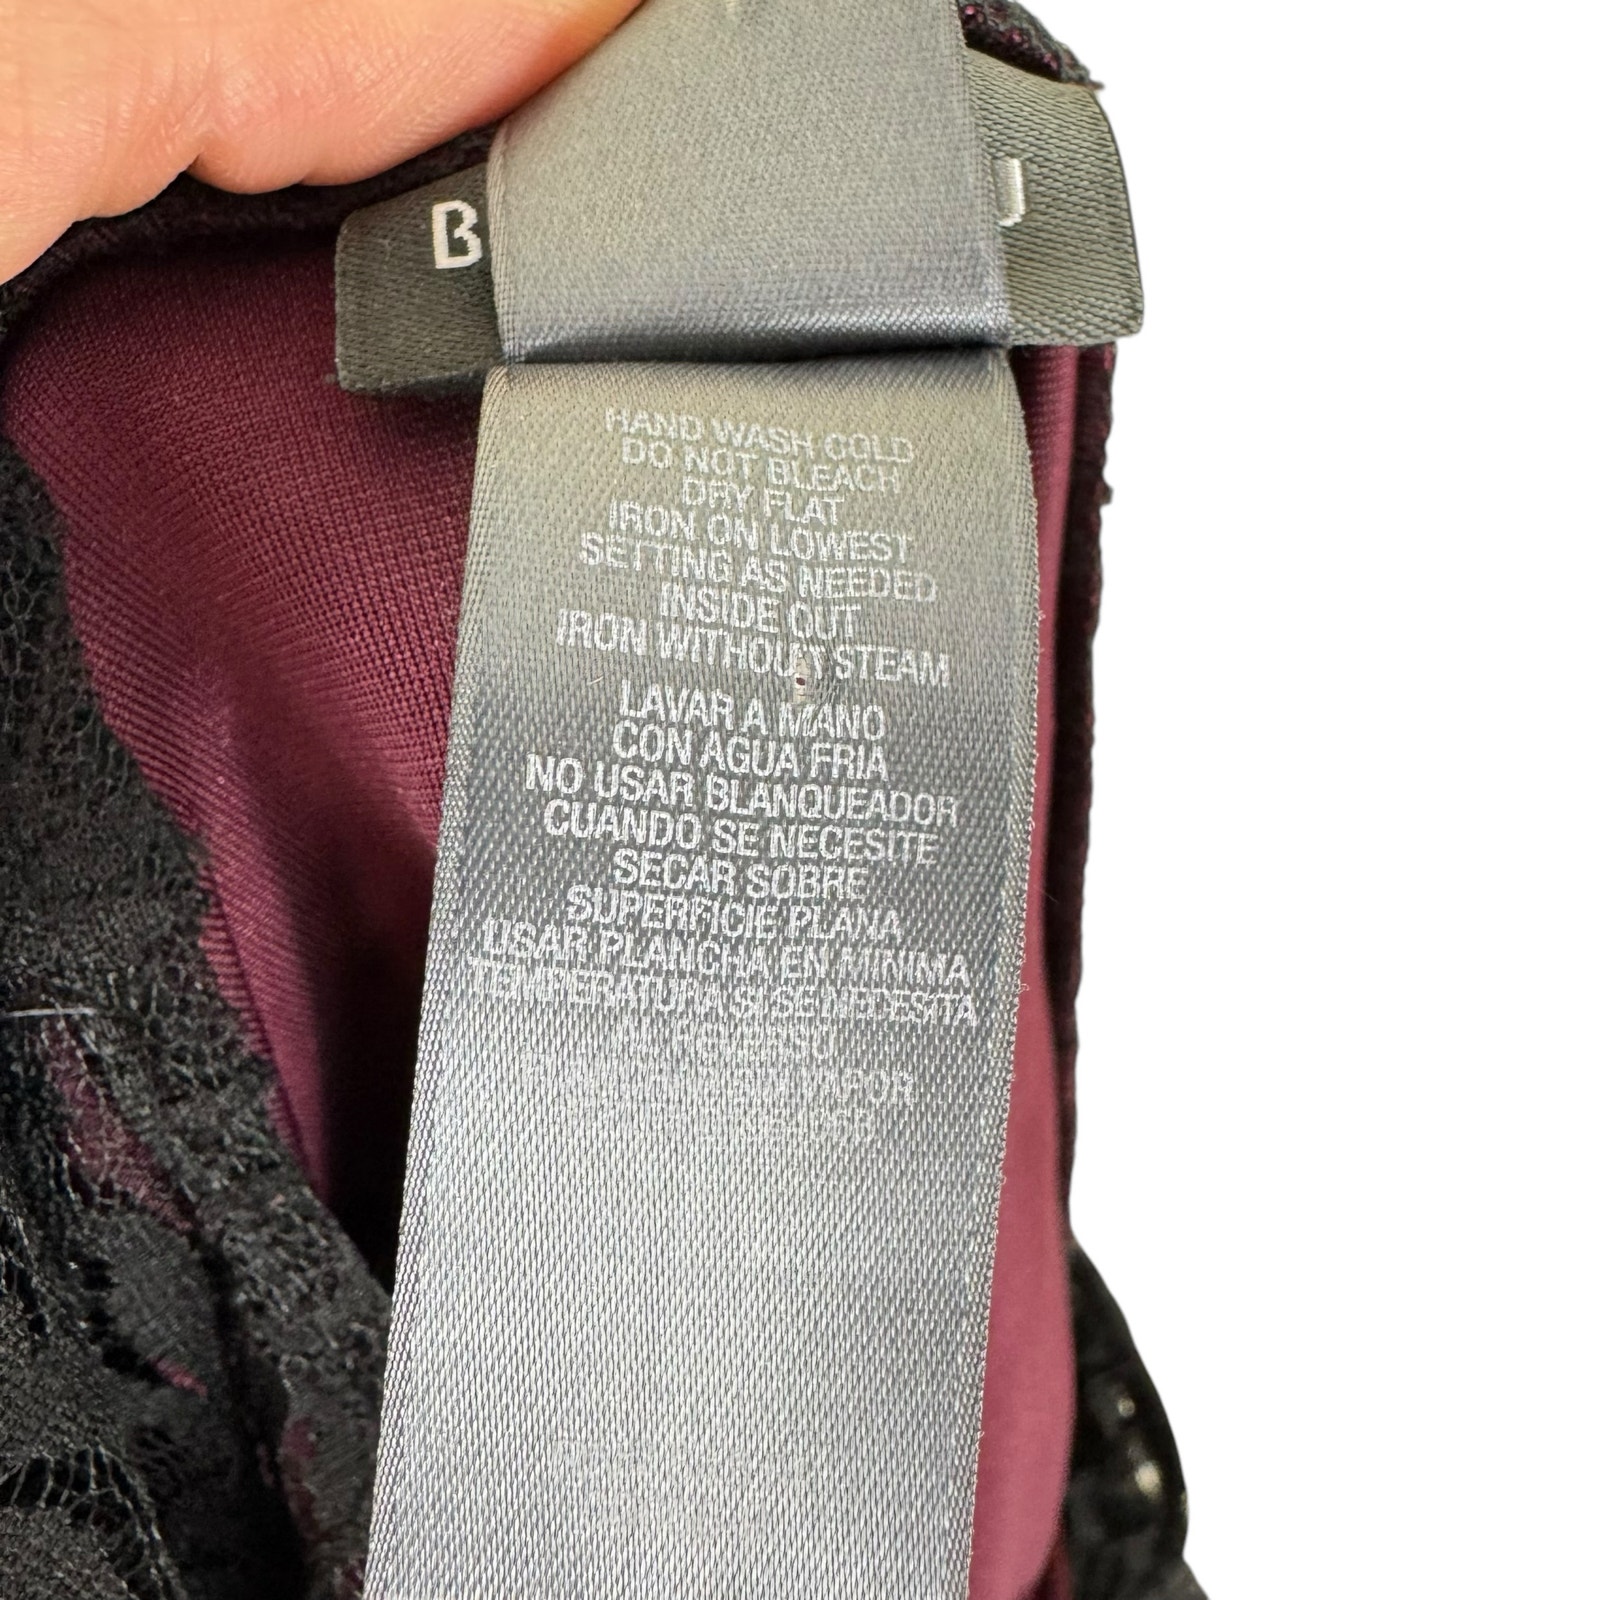 B
HAND WASH COLD
DO NOT BLEACH
DRY FLAT
IRON ON LOWEST
SETTING AS NEEDED
INSIDE OUT
IRON WITHOUT STEAM
LAVAR A MANO
CON AGUA FRIA
NO USAR BLANQUEADOR
CUANDO SE NECESITE
SECAR SOBRE
SUPERFICIE PLANA
USAR PLANCHA EN MINIMA
TEMPERATURA SI SE NECESITA
VAPOR